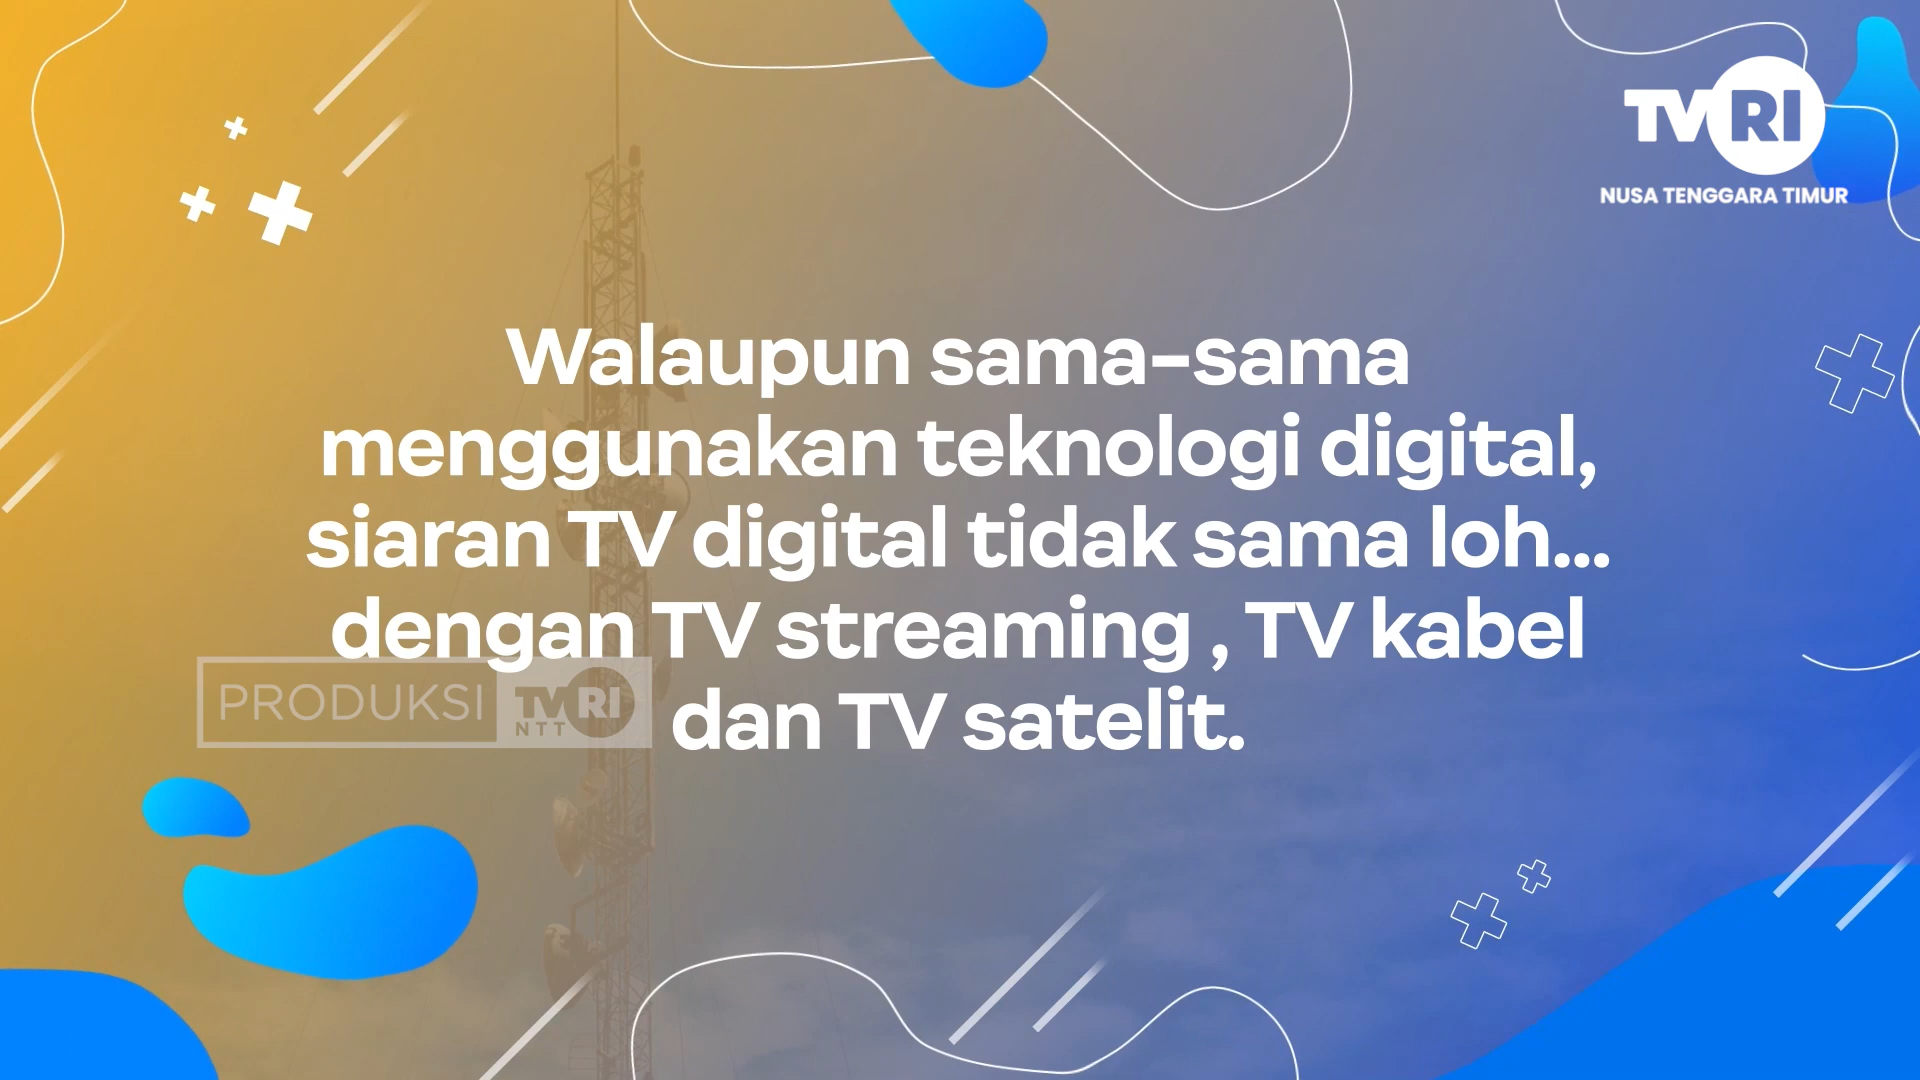 TVRI
NUSA TENGGARA TIMUR
Walaupun sama-sama
menggunakan teknologi digital,
siaran TV digital tidak sama loh...
dengan TV streaming , TV kabel
dan TV satelit.
PRODUKSI TVRI
NTT